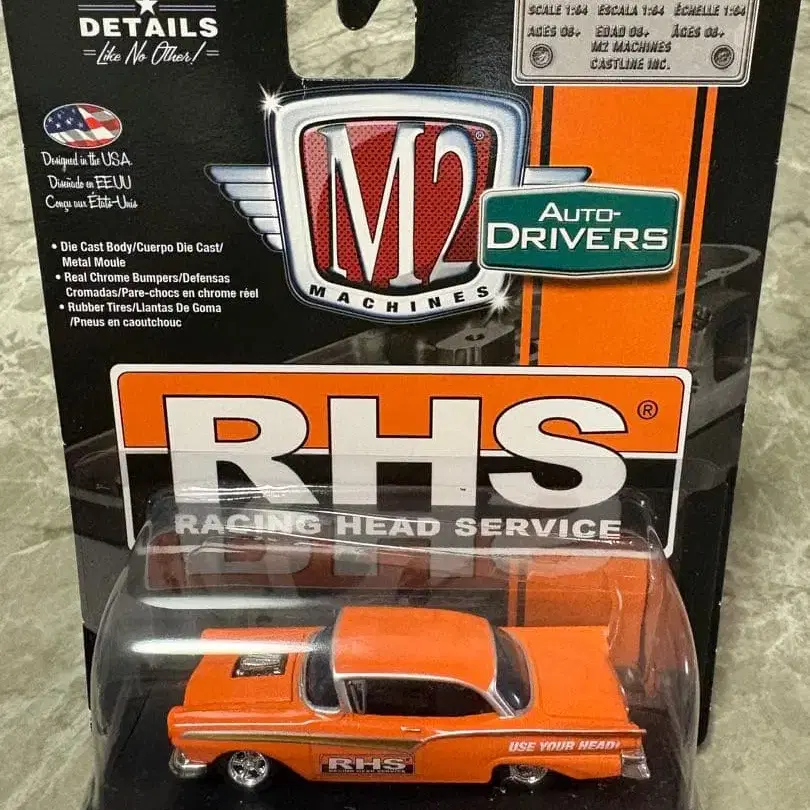 DETAILS
Like No Other!
SCALE 1:64 ESCALA 1:64 ÉCHELLE 1:64
AGES 08+ EDAD 08+ ÂGES 08+
M2 MACHINES
CASTLINE INC.
Designed in the USA
Diseñado en EEUU
Conçu aux États-Unis
M2®
MACHINES
AUTO-
DRIVERS
• Die Cast Body/Cuerpo Die Cast/
Metal Moule
• Real Chrome Bumpers/Defensas
Cromadas/Pare-chocs en chrome réel
• Rubber Tires/Llantas De Goma
/Pneus en caoutchouc
RHS®
RACING HEAD SERVICE™
USE YOUR HEAD!
RHS
RACING HEAD SERVICE